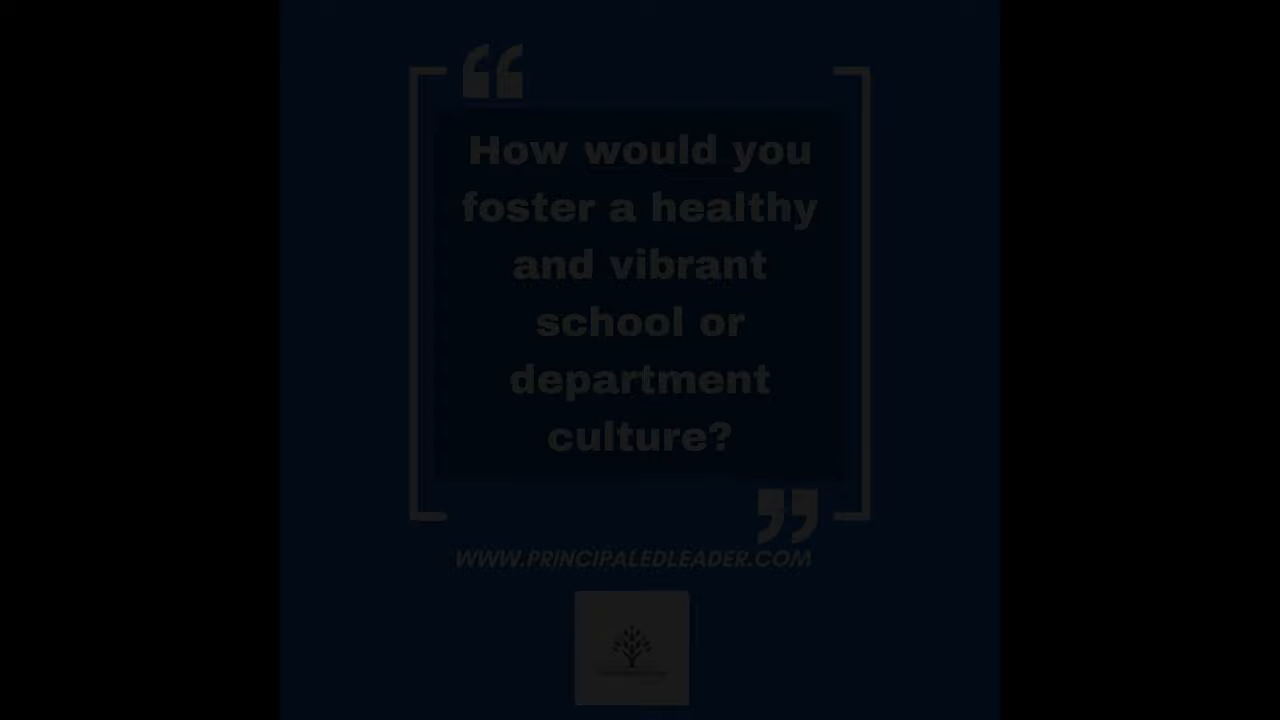 “
How would you
foster a healthy
and vibrant
school or
department
culture?
”
WWW.PRINCIPALEDLEADER.COM